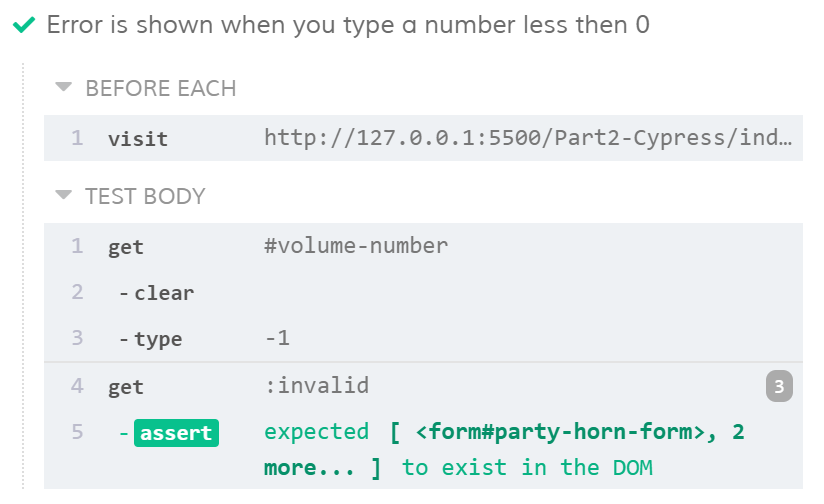 Error is shown when you type a number less then 0
BEFORE EACH
1 visit http://127.0.0.1:5500/Part2-Cypress/ind…
TEST BODY
1 get #volume-number
2 -clear
3 -type -1
4 get :invalid 3
5 -assert expected [ <form#party-horn-form>, 2
more... ] to exist in the DOM